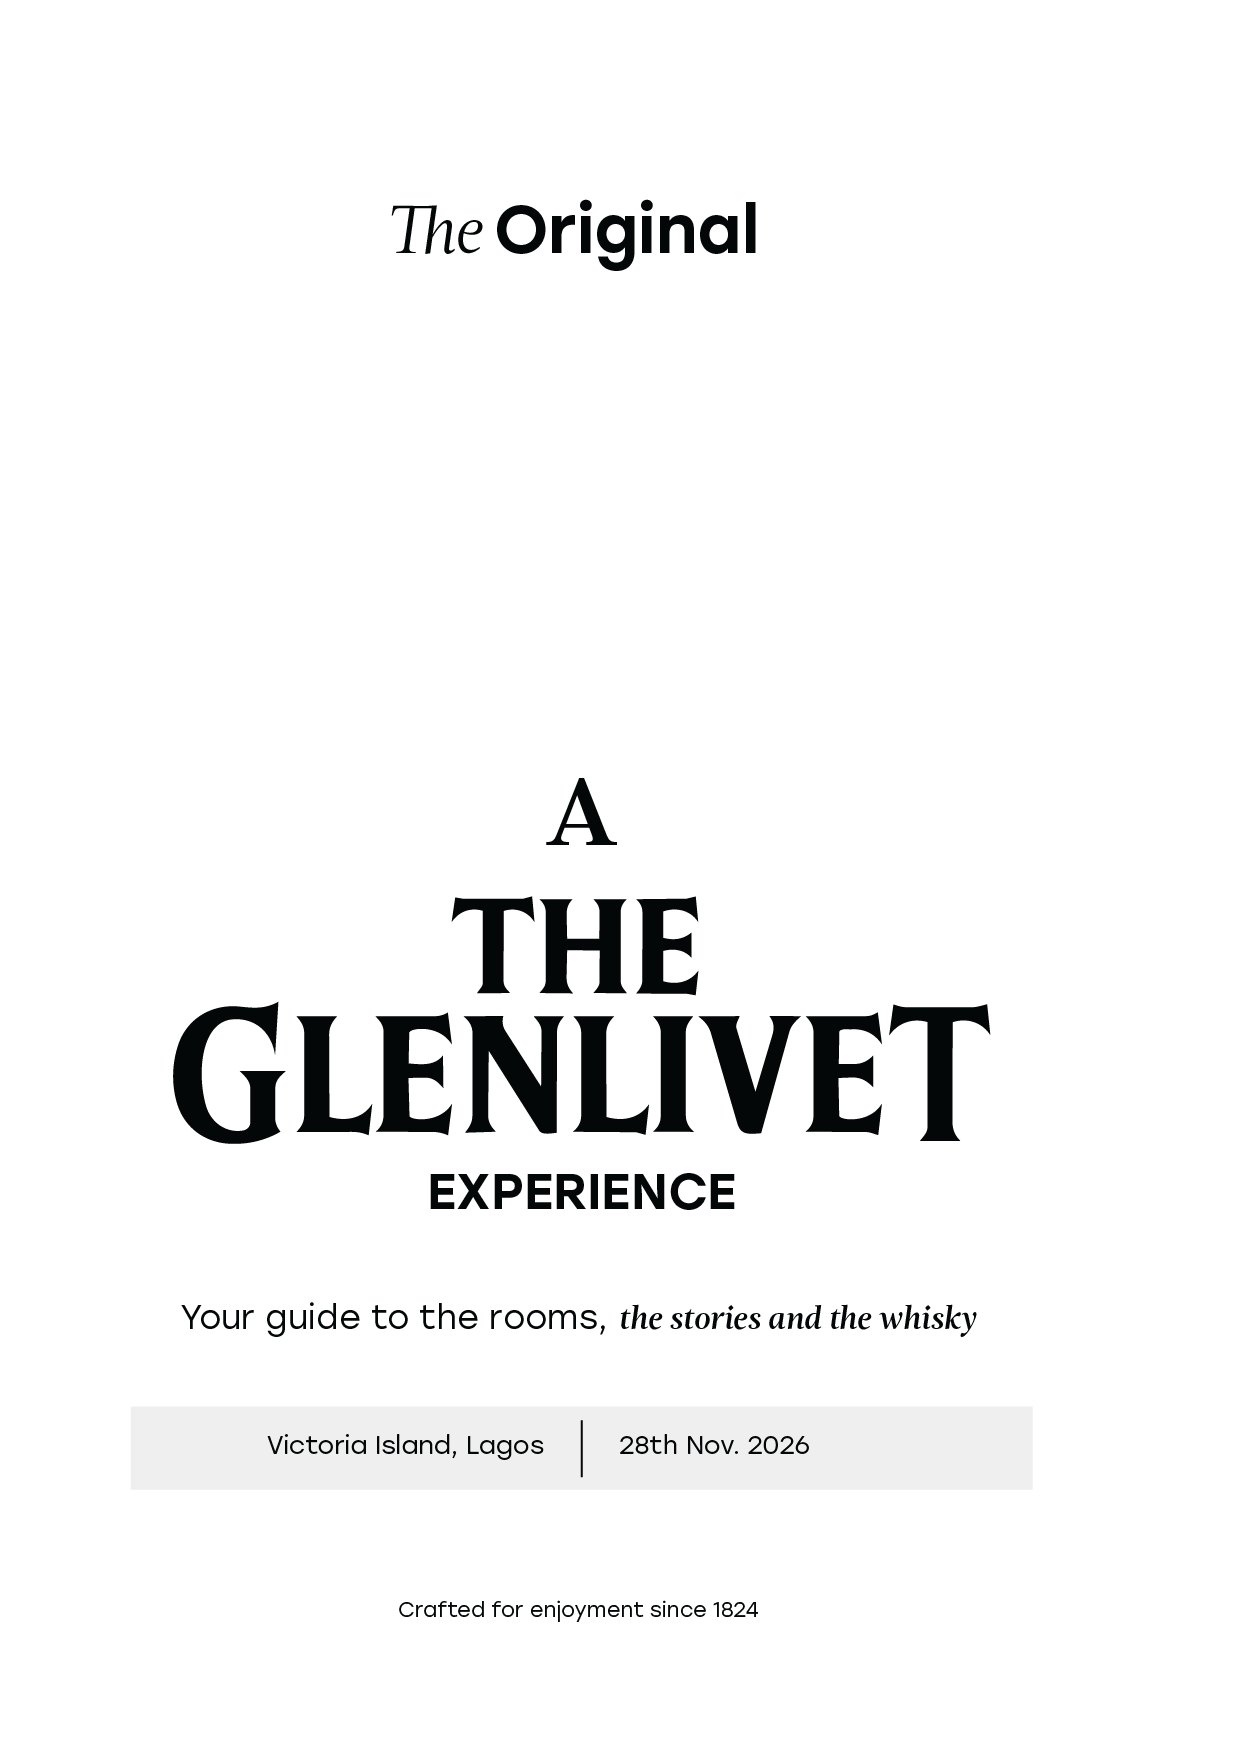 The Original
A
THE
GLENLIVET
EXPERIENCE
Your guide to the rooms, the stories and the whisky
Victoria Island, Lagos | 28th Nov. 2026
Crafted for enjoyment since 1824